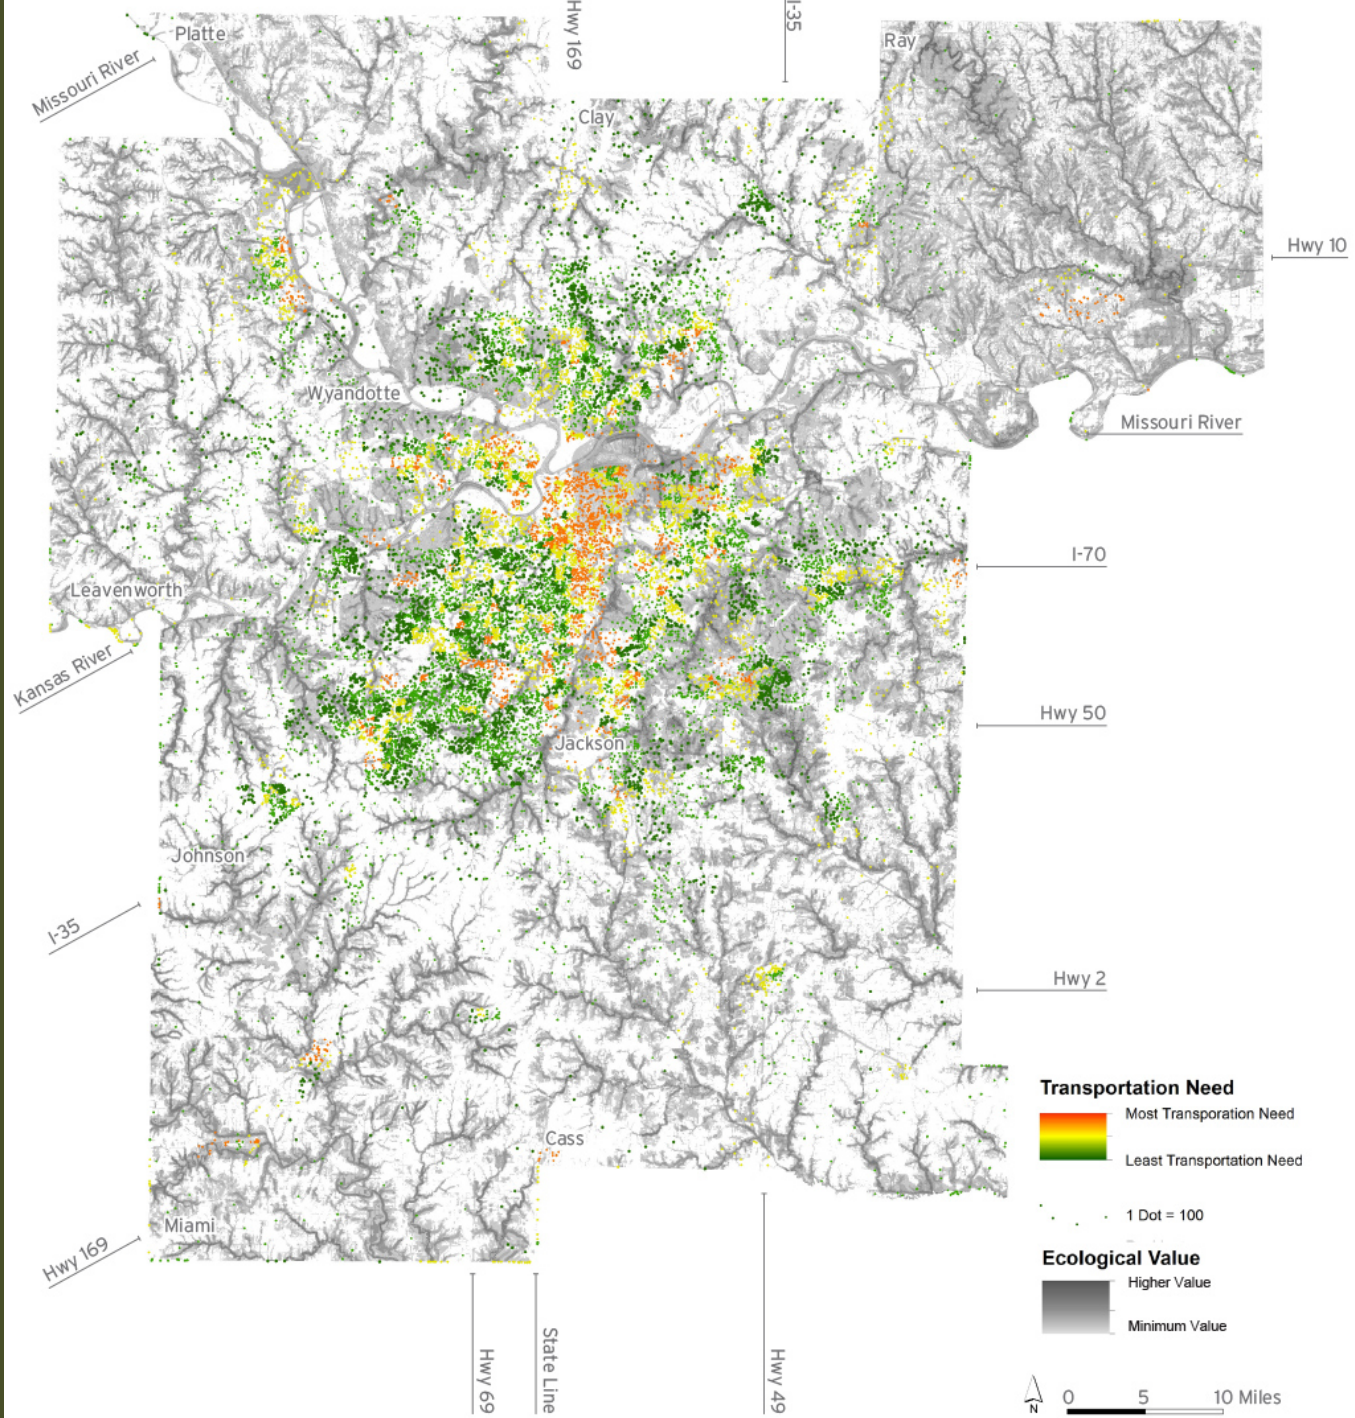 Hwy 169
I-35
Platte
Ray
Missouri River
Clay
Hwy 10
Wyandotte
Missouri River
I-70
Leavenworth
Kansas River
Hwy 50
Jackson
Johnson
I-35
Hwy 2
Transportation Need
Most Transporation Need
Least Transportation Need
Cass
1 Dot = 100
Miami
Hwy 169
Ecological Value
Higher Value
Minimum Value
Hwy 69
State Line
Hwy 49
N
0 5 10 Miles